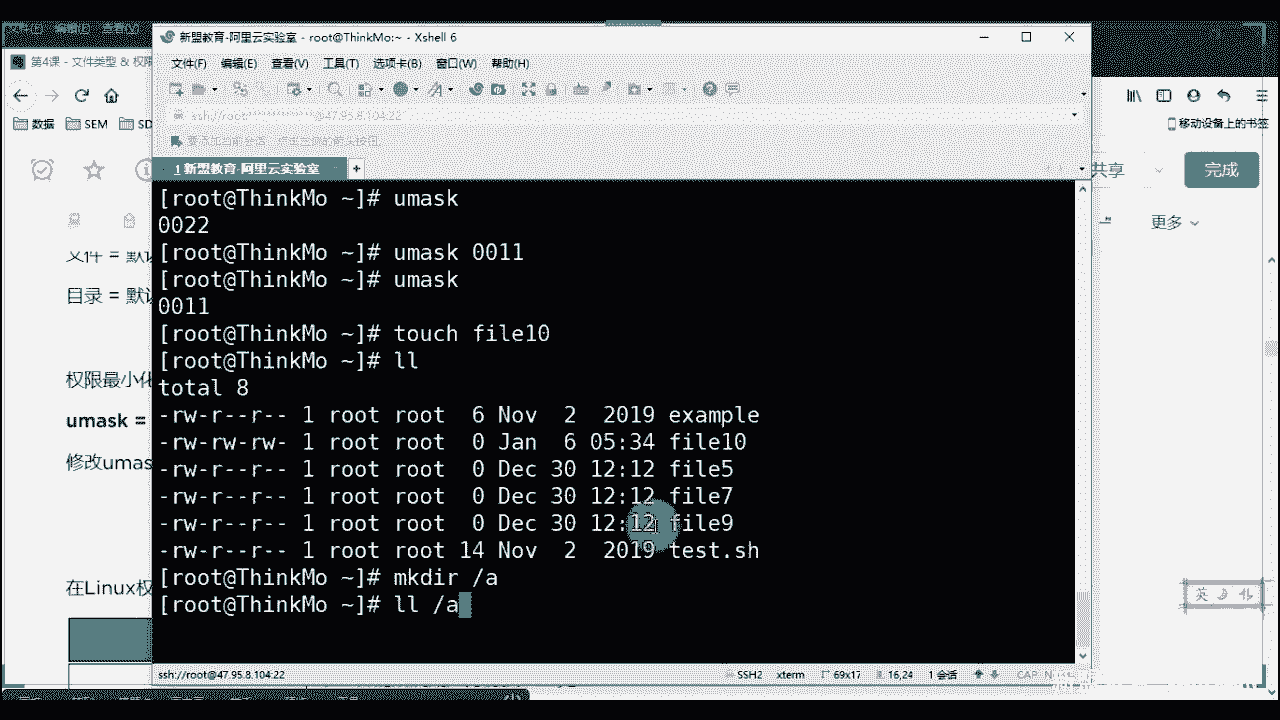 新盟教育-阿里云实验室 - root@ThinkMo:~ - Xshell 6
文件(F) 编辑(E) 查看(V) 工具(T) 选项卡(B) 窗口(W) 帮助(H)
第4课 - 文件类型 & 权限
数据 SEM
移动设备上的书签
1 新盟教育-阿里云实验室
共享
完成
更多
文件 = 默
目录 = 默
权限最小化
umask =
修改umas
在Linux权
[root@ThinkMo ~]# umask
0022
[root@ThinkMo ~]# umask 0011
[root@ThinkMo ~]# umask
0011
[root@ThinkMo ~]# touch file10
[root@ThinkMo ~]# ll
total 8
-rw-r--r-- 1 root root  6 Nov  2  2019 example
-rw-rw-rw- 1 root root  0 Jan  6 05:34 file10
-rw-r--r-- 1 root root  0 Dec 30 12:12 file5
-rw-r--r-- 1 root root  0 Dec 30 12:12 file7
-rw-r--r-- 1 root root  0 Dec 30 12:12 file9
-rw-r--r-- 1 root root 14 Nov  2  2019 test.sh
[root@ThinkMo ~]# mkdir /a
[root@ThinkMo ~]# ll /a
英
ssh://root@47.95.8.104:22
SSH2 xterm 69x17 16,24 1 会话 CAP